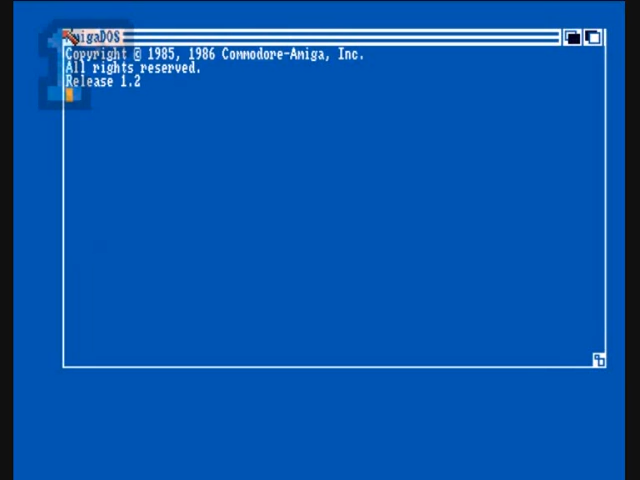 AmigaDOS
Copyright © 1985, 1986 Commodore-Amiga, Inc.
All rights reserved.
Release 1.2